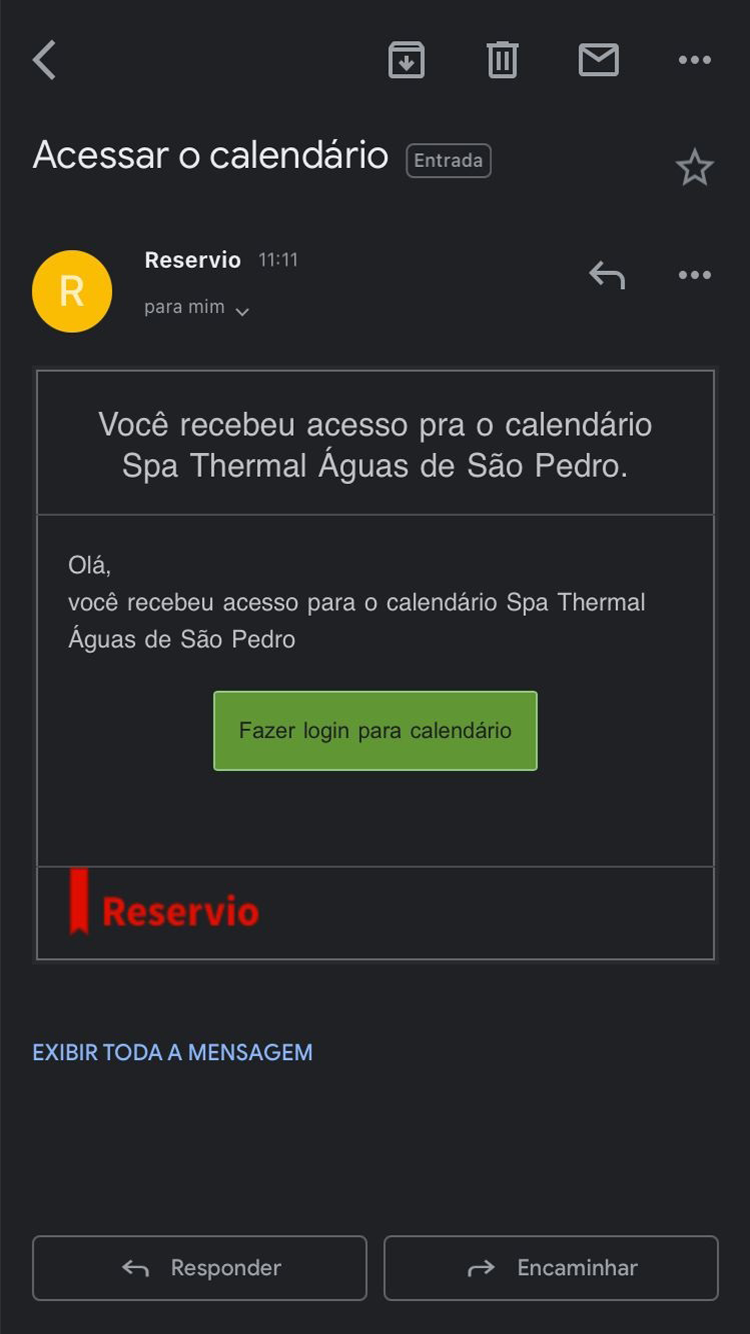 Acessar o calendário Entrada
Reservio 11:11
R
para mim
Você recebeu acesso pra o calendário
Spa Thermal Águas de São Pedro.
Olá,
você recebeu acesso para o calendário Spa Thermal
Águas de São Pedro
Fazer login para calendário
Reservio
EXIBIR TODA A MENSAGEM
Responder Encaminhar